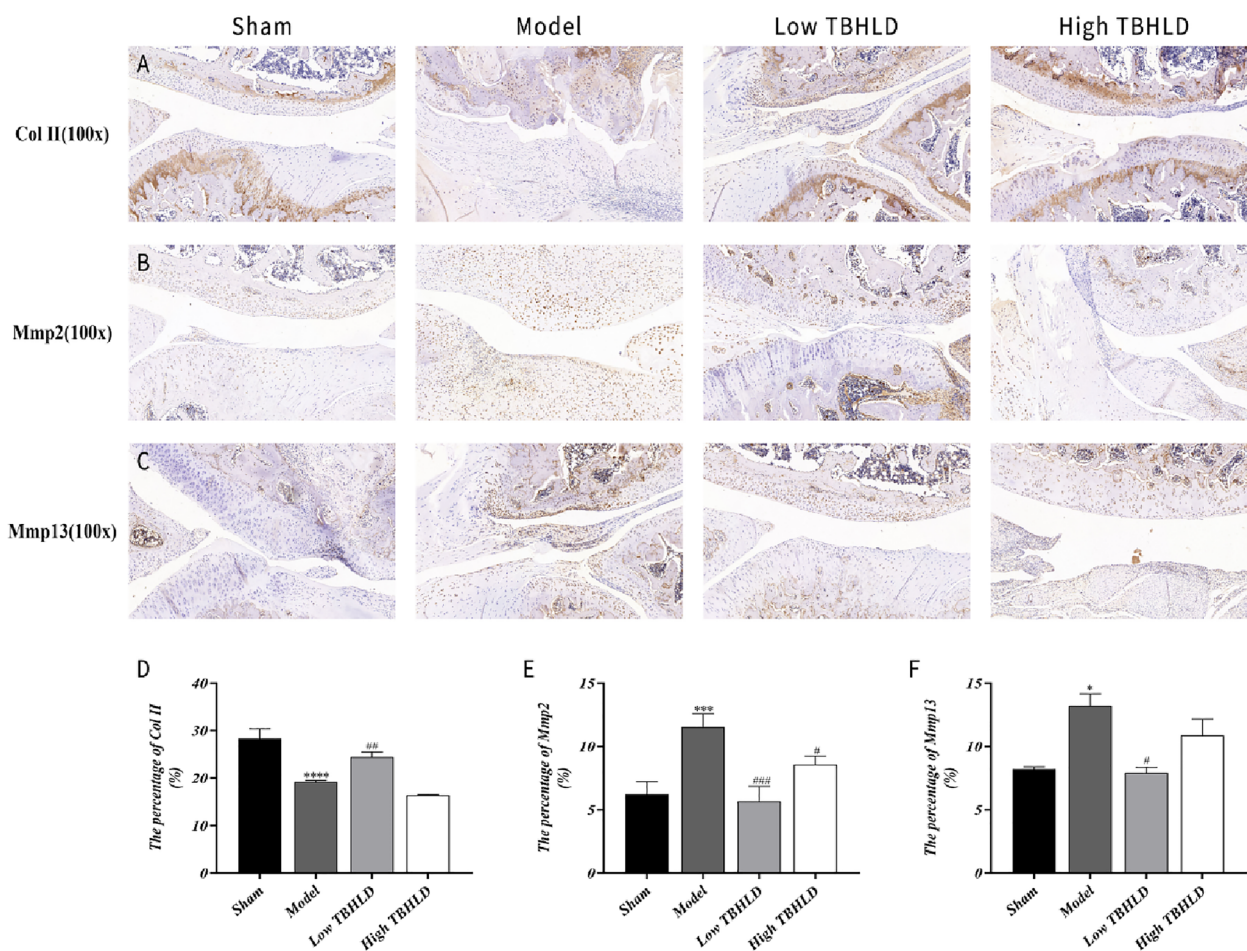 Sham Model Low TBHLD High TBHLD
A
Col II(100x)
B
Mmp2(100x)
C
Mmp13(100x)
D
The percentage of Col II
(%)
40
30
20
10
0
****
##
Sham Model Low TBHLD High TBHLD
E
The percentage of Mmp2
(%)
15
10
5
0
***
###
#
Sham Model Low TBHLD High TBHLD
F
The percentage of Mmp13
(%)
15
10
5
0
*
#
Sham Model Low TBHLD High TBHLD